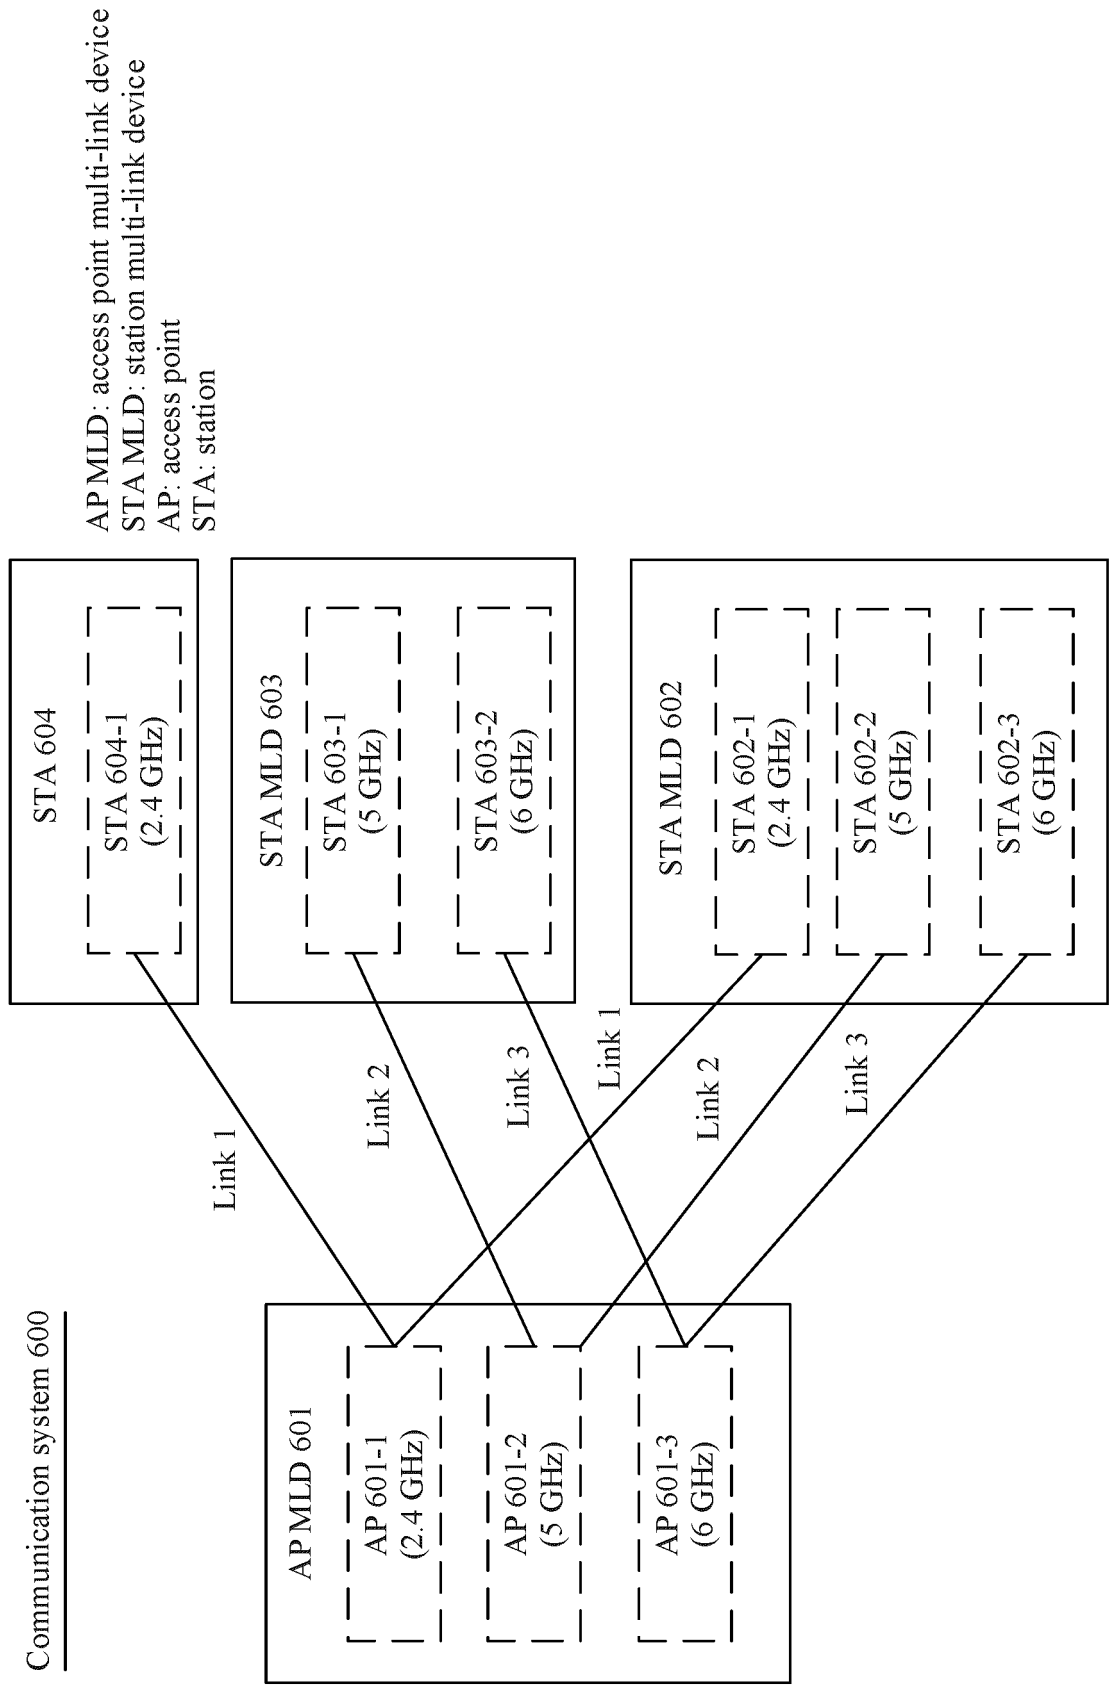 Communication system 600
AP MLD: access point multi-link device
STA MLD: station multi-link device
AP: access point
STA: station
AP MLD 601
AP 601-1
(2.4 GHz)
AP 601-2
(5 GHz)
AP 601-3
(6 GHz)
Link 1
Link 2
Link 3
Link 1
Link 2
Link 3
STA 604
STA 604-1
(2.4 GHz)
STA MLD 603
STA 603-1
(5 GHz)
STA 603-2
(6 GHz)
STA MLD 602
STA 602-1
(2.4 GHz)
STA 602-2
(5 GHz)
STA 602-3
(6 GHz)